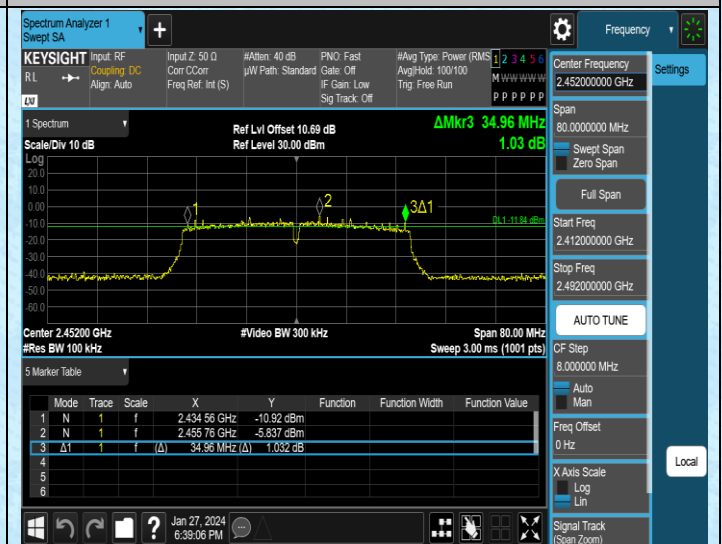 Spectrum Analyzer 1
Swept SA
+
Frequency
KEYSIGHT
RL
LXI
Input: RF
Coupling: DC
Align: Auto
Input Z: 50 Ω
Corr CCorr
Freq Ref: Int (S)
#Atten: 40 dB
µW Path: Standard
PNO: Fast
Gate: Off
IF Gain: Low
Sig Track: Off
#Avg Type: Power (RMS
Avg|Hold: 100/100
Trig: Free Run
1 2 3 4 5 6
M W W W W W
P P P P P P
Center Frequency
2.452000000 GHz
Settings
Span
80.0000000 MHz
Swept Span
Zero Span
Full Span
Start Freq
2.412000000 GHz
Stop Freq
2.492000000 GHz
AUTO TUNE
CF Step
8.000000 MHz
Auto
Man
Freq Offset
0 Hz
X Axis Scale
Log
Lin
Signal Track
(Span Zoom)
Local
1 Spectrum
Scale/Div 10 dB
Ref Lvl Offset 10.69 dB
Ref Level 30.00 dBm
ΔMkr3 34.96 MHz
1.03 dB
Log
20.0
10.0
0.00
-10.0
-20.0
-30.0
-40.0
-50.0
-60.0
1
2
3Δ1
DL1 -11.84 dBm
Center 2.45200 GHz
#Video BW 300 kHz
Span 80.00 MHz
#Res BW 100 kHz
Sweep 3.00 ms (1001 pts)
5 Marker Table
Mode Trace Scale X Y Function Function Width Function Value
1 N 1 f 2.434 56 GHz -10.92 dBm
2 N 1 f 2.455 76 GHz -5.837 dBm
3 Δ1 1 f (Δ) 34.96 MHz (Δ) 1.032 dB
4
5
6
?
Jan 27, 2024
6:39:06 PM